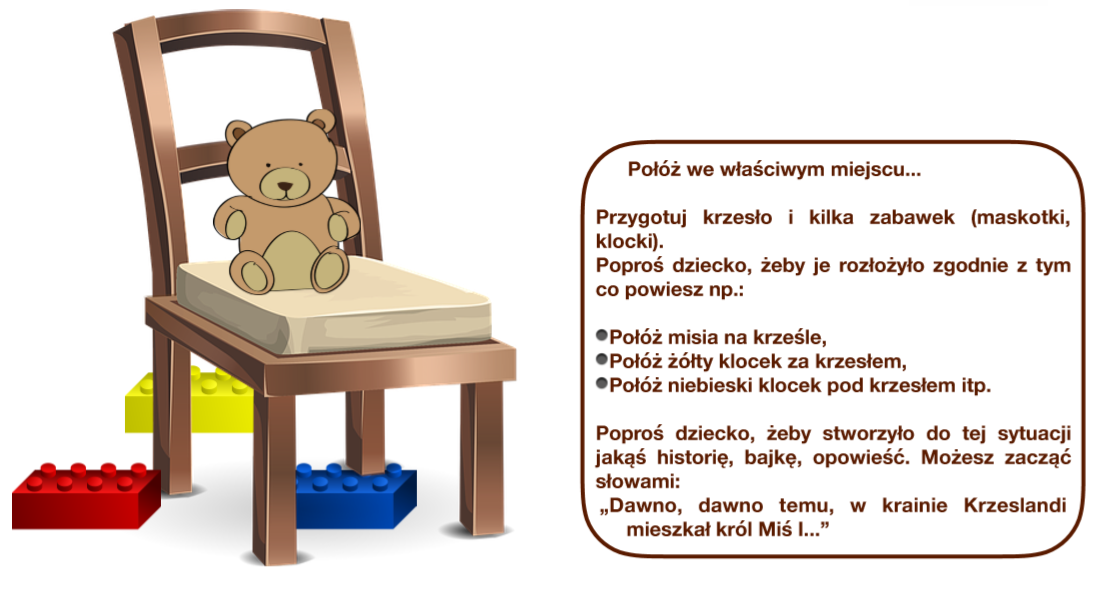 Połóż we właściwym miejscu...
Przygotuj krzesło i kilka zabawek (maskotki,
klocki).
Poproś dziecko, żeby je rozłożyło zgodnie z tym
co powiesz np.:
●Połóż misia na krześle,
●Połóż żółty klocek za krzesłem,
●Połóż niebieski klocek pod krzesłem itp.
Poproś dziecko, żeby stworzyło do tej sytuacji
jakąś historię, bajkę, opowieść. Możesz zacząć
słowami:
„Dawno, dawno temu, w krainie Krzeslandi
mieszkał król Miś I...”